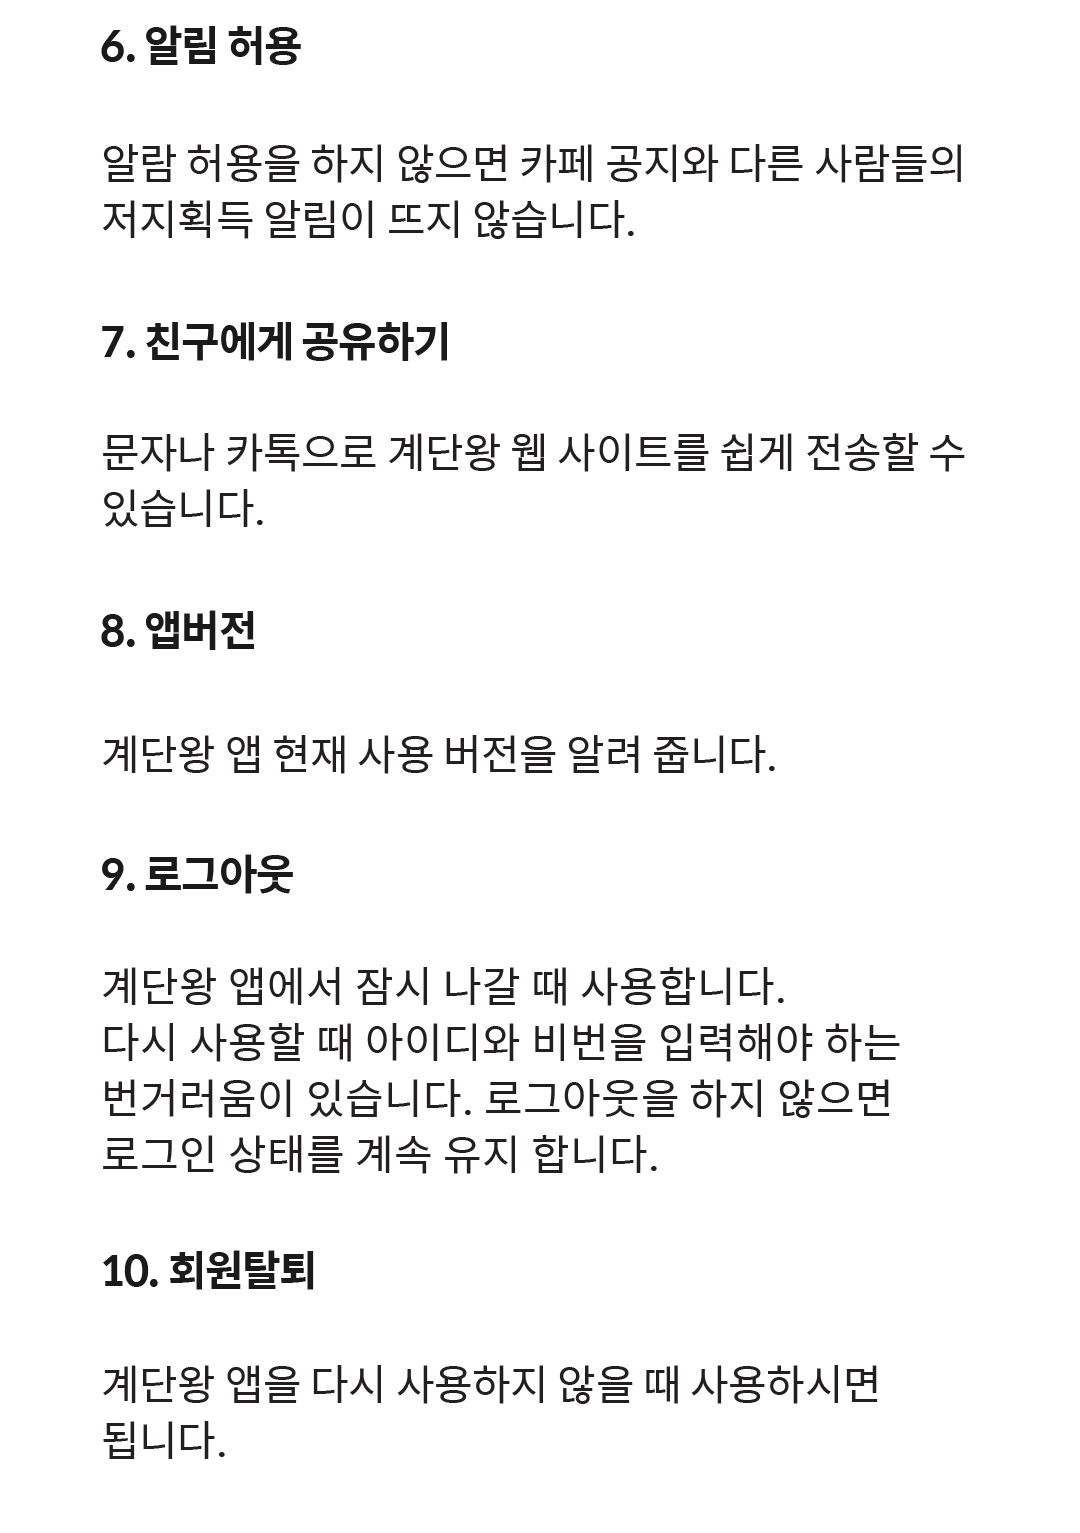 6. 알림 허용
알람 허용을 하지 않으면 카페 공지와 다른 사람들의
저지획득 알림이 뜨지 않습니다.
7. 친구에게 공유하기
문자나 카톡으로 계단왕 웹 사이트를 쉽게 전송할 수
있습니다.
8. 앱버전
계단왕 앱 현재 사용 버전을 알려 줍니다.
9. 로그아웃
계단왕 앱에서 잠시 나갈 때 사용합니다.
다시 사용할 때 아이디와 비번을 입력해야 하는
번거러움이 있습니다. 로그아웃을 하지 않으면
로그인 상태를 계속 유지 합니다.
10. 회원탈퇴
계단왕 앱을 다시 사용하지 않을 때 사용하시면
됩니다.